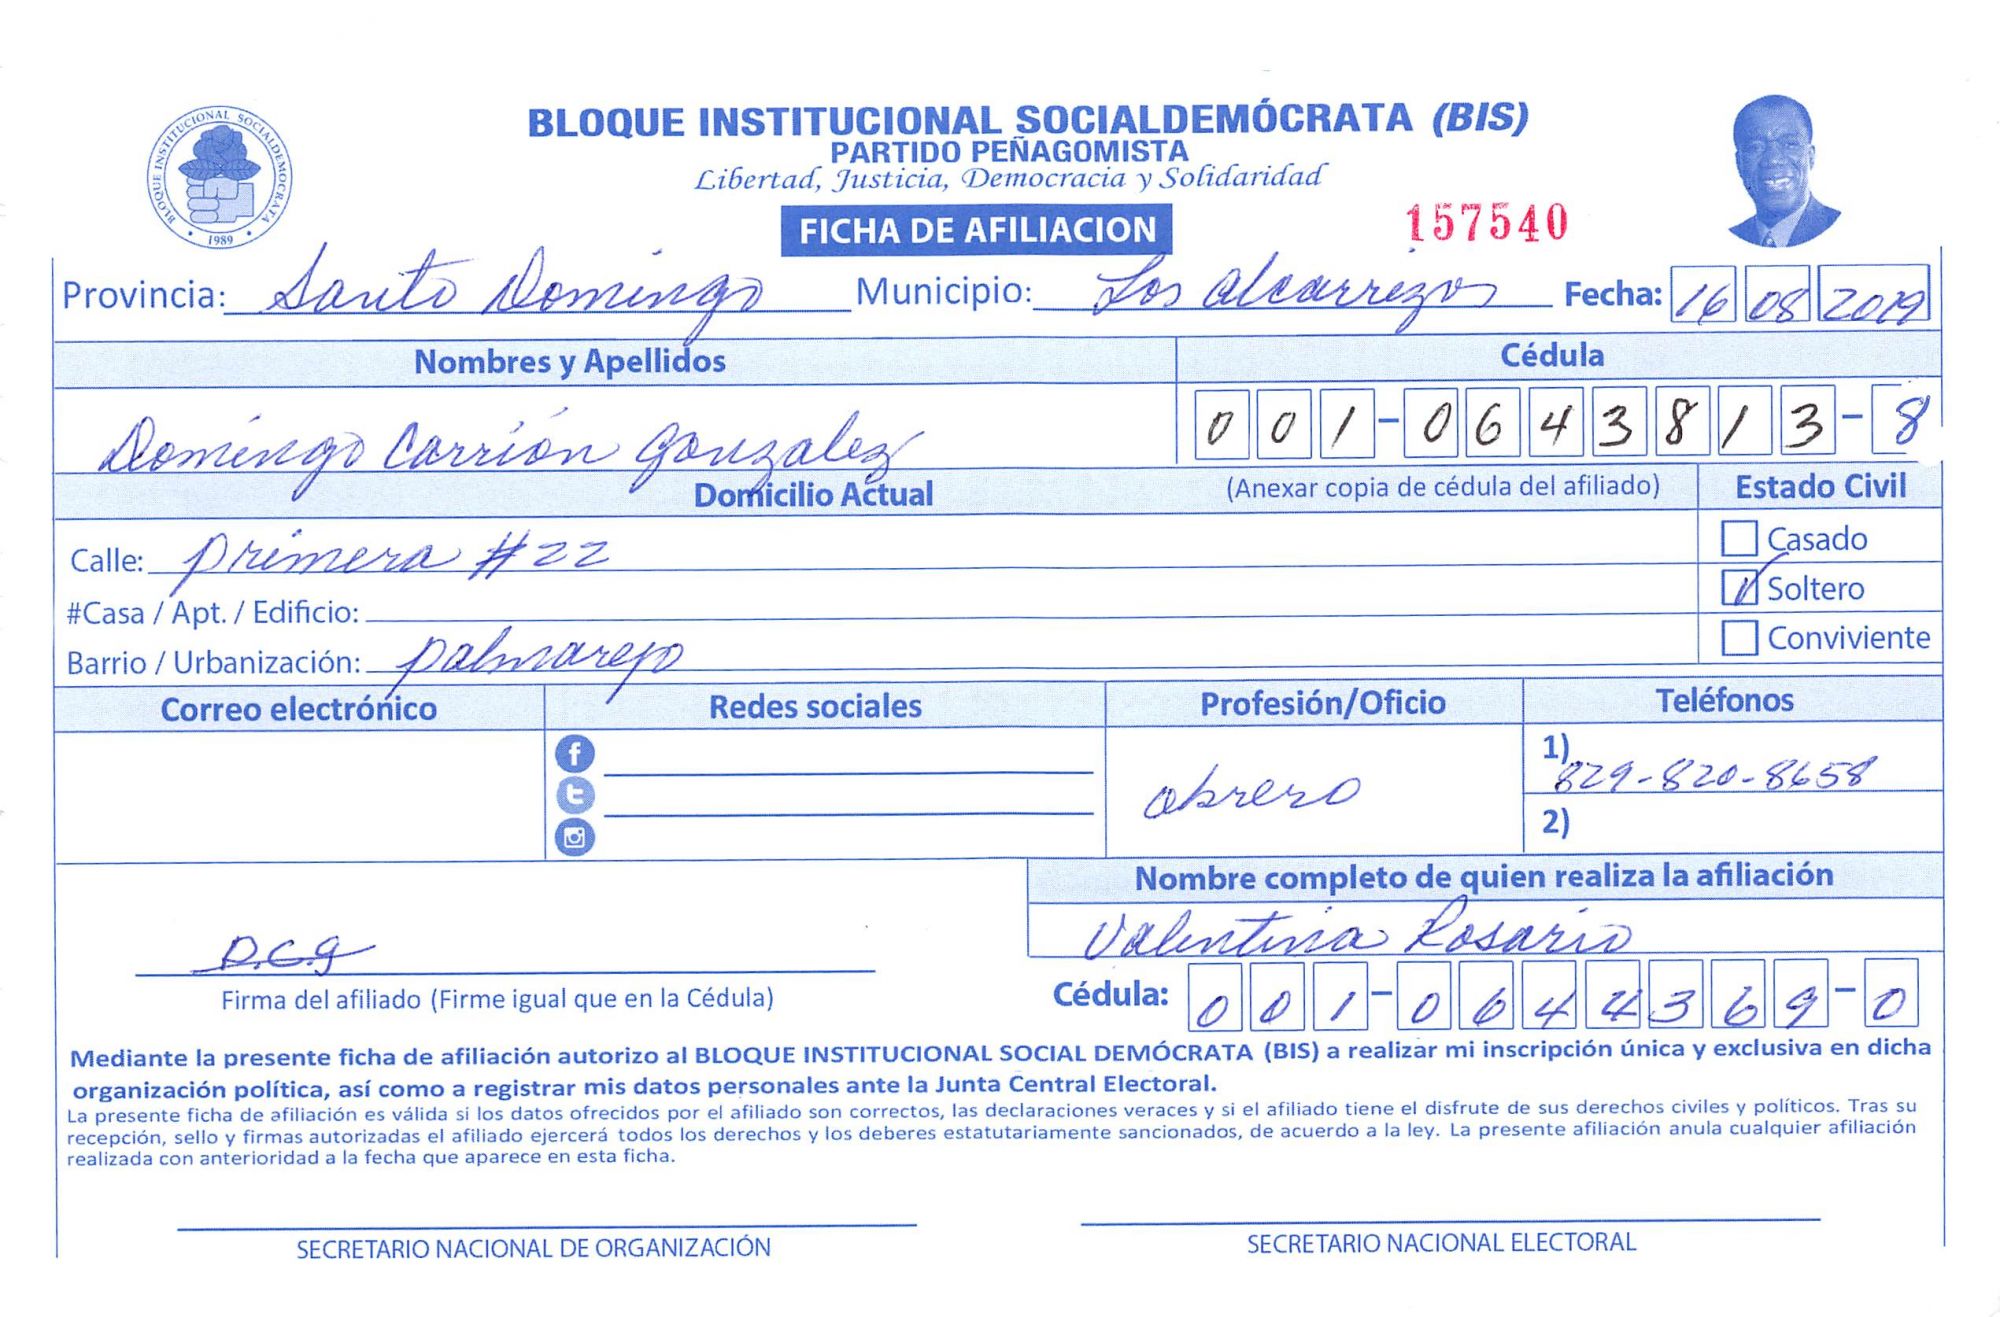 BLOQUE INSTITUCIONAL SOCIALDEMÓCRATA (BIS)
PARTIDO PEÑAGOMISTA
Libertad, Justicia, Democracia y Solidaridad
BLOQUE INSTITUCIONAL SOCIALDEMOCRATA
1989
FICHA DE AFILIACION
157540
Provincia: Santo Domingo Municipio: Los Alcarrizos Fecha: 16 08 2019
Nombres y Apellidos Cédula
Domingo Carrión Gonzalez 001-0643813-8
Domicilio Actual (Anexar copia de cédula del afiliado) Estado Civil
Calle: primera #22
Casado
Soltero
#Casa / Apt. / Edificio:
Barrio / Urbanización: palmarejo
Conviviente
Correo electrónico Redes sociales Profesión/Oficio Teléfonos
1) 829-820-8658
obrero
2)
Nombre completo de quien realiza la afiliación
Valentina Rosario
D.C.g
Firma del afiliado (Firme igual que en la Cédula)
Cédula: 001-0644369-0
Mediante la presente ficha de afiliación autorizo al BLOQUE INSTITUCIONAL SOCIAL DEMÓCRATA (BIS) a realizar mi inscripción única y exclusiva en dicha
organización política, así como a registrar mis datos personales ante la Junta Central Electoral.
La presente ficha de afiliación es válida si los datos ofrecidos por el afiliado son correctos, las declaraciones veraces y si el afiliado tiene el disfrute de sus derechos civiles y políticos. Tras su
recepción, sello y firmas autorizadas el afiliado ejercerá todos los derechos y los deberes estatutariamente sancionados, de acuerdo a la ley. La presente afiliación anula cualquier afiliación
realizada con anterioridad a la fecha que aparece en esta ficha.
SECRETARIO NACIONAL DE ORGANIZACIÓN
SECRETARIO NACIONAL ELECTORAL